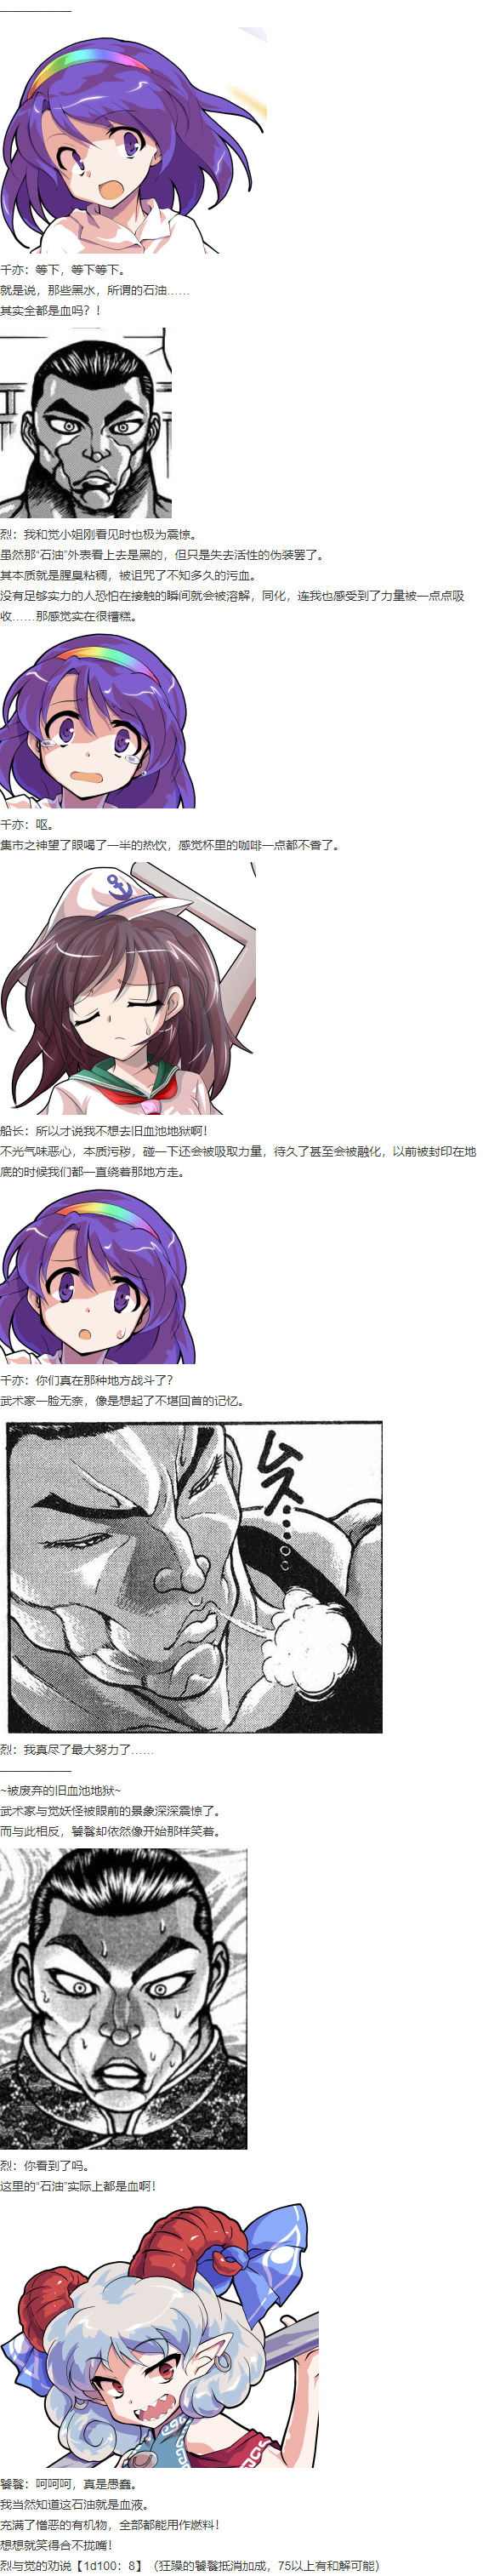 千亦：等下，等下等下。
就是说，那些黑水，所谓的石油……
其实全都是血吗？！
烈：我和觉小姐刚看见时也极为震惊。
虽然那“石油”外表看上去是黑的，但只是失去活性的伪装罢了。
其本质就是腥臭粘稠，被诅咒了不知多久的污血。
没有足够实力的人恐怕在接触的瞬间就会被溶解，同化，连我也感受到了力量被一点点吸
收……那感觉实在很糟糕。
千亦：呕。
集市之神望了眼喝了一半的热饮，感觉杯里的咖啡一点都不香了。
船长：所以才说我不想去旧血池地狱啊！
不光气味恶心，本质污秽，碰一下还会被吸取力量，待久了甚至会被融化，以前被封印在地
底的时候我们都一直绕着那地方走。
千亦：你们真在那种地方战斗了？
武术家一脸无奈，像是想起了不堪回首的记忆。
ムス…
烈：我真尽了最大努力了……
~被废弃的旧血池地狱~
武术家与觉妖怪被眼前的景象深深震惊了。
而与此相反，饕餮却依然像开始那样笑着。
烈：你看到了吗。
这里的“石油”实际上都是血啊！
饕餮：呵呵呵，真是愚蠢。
我当然知道这石油就是血液。
充满了憎恶的有机物，全部都能用作燃料！
想想就笑得合不拢嘴！
烈与觉的劝说【1d100：8】（狂躁的饕餮抵消加成，75以上有和解可能）